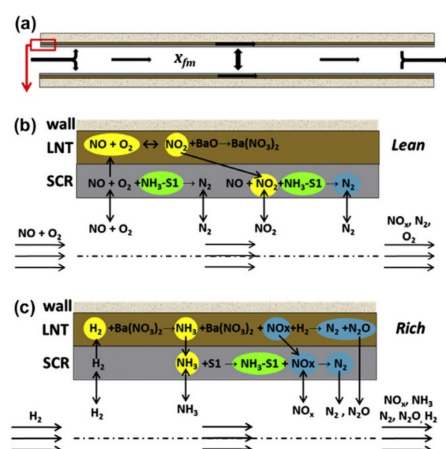 (a)
X_fm
(b)
wall
LNT
NO + O₂ ↔ NO₂ +BaO→Ba(NO₃)₂
Lean
SCR
NO + O₂ +NH₃-S1 → N₂ NO + NO₂ +NH₃-S1 → N₂
NO + O₂ N₂ NO₂ N₂
NO + O₂
NOₓ, N₂,
O₂
(c)
wall
Rich
LNT
H₂ +Ba(NO₃)₂→NH₃ +Ba(NO₃)₂ + NOx+H₂ → N₂ +N₂O
SCR
H₂ NH₃ +S1 → NH₃-S1 + NOx → N₂
H₂ NH₃ NOₓ N₂ , N₂O
H₂
NOₓ, NH₃
N₂, N₂O, H₂